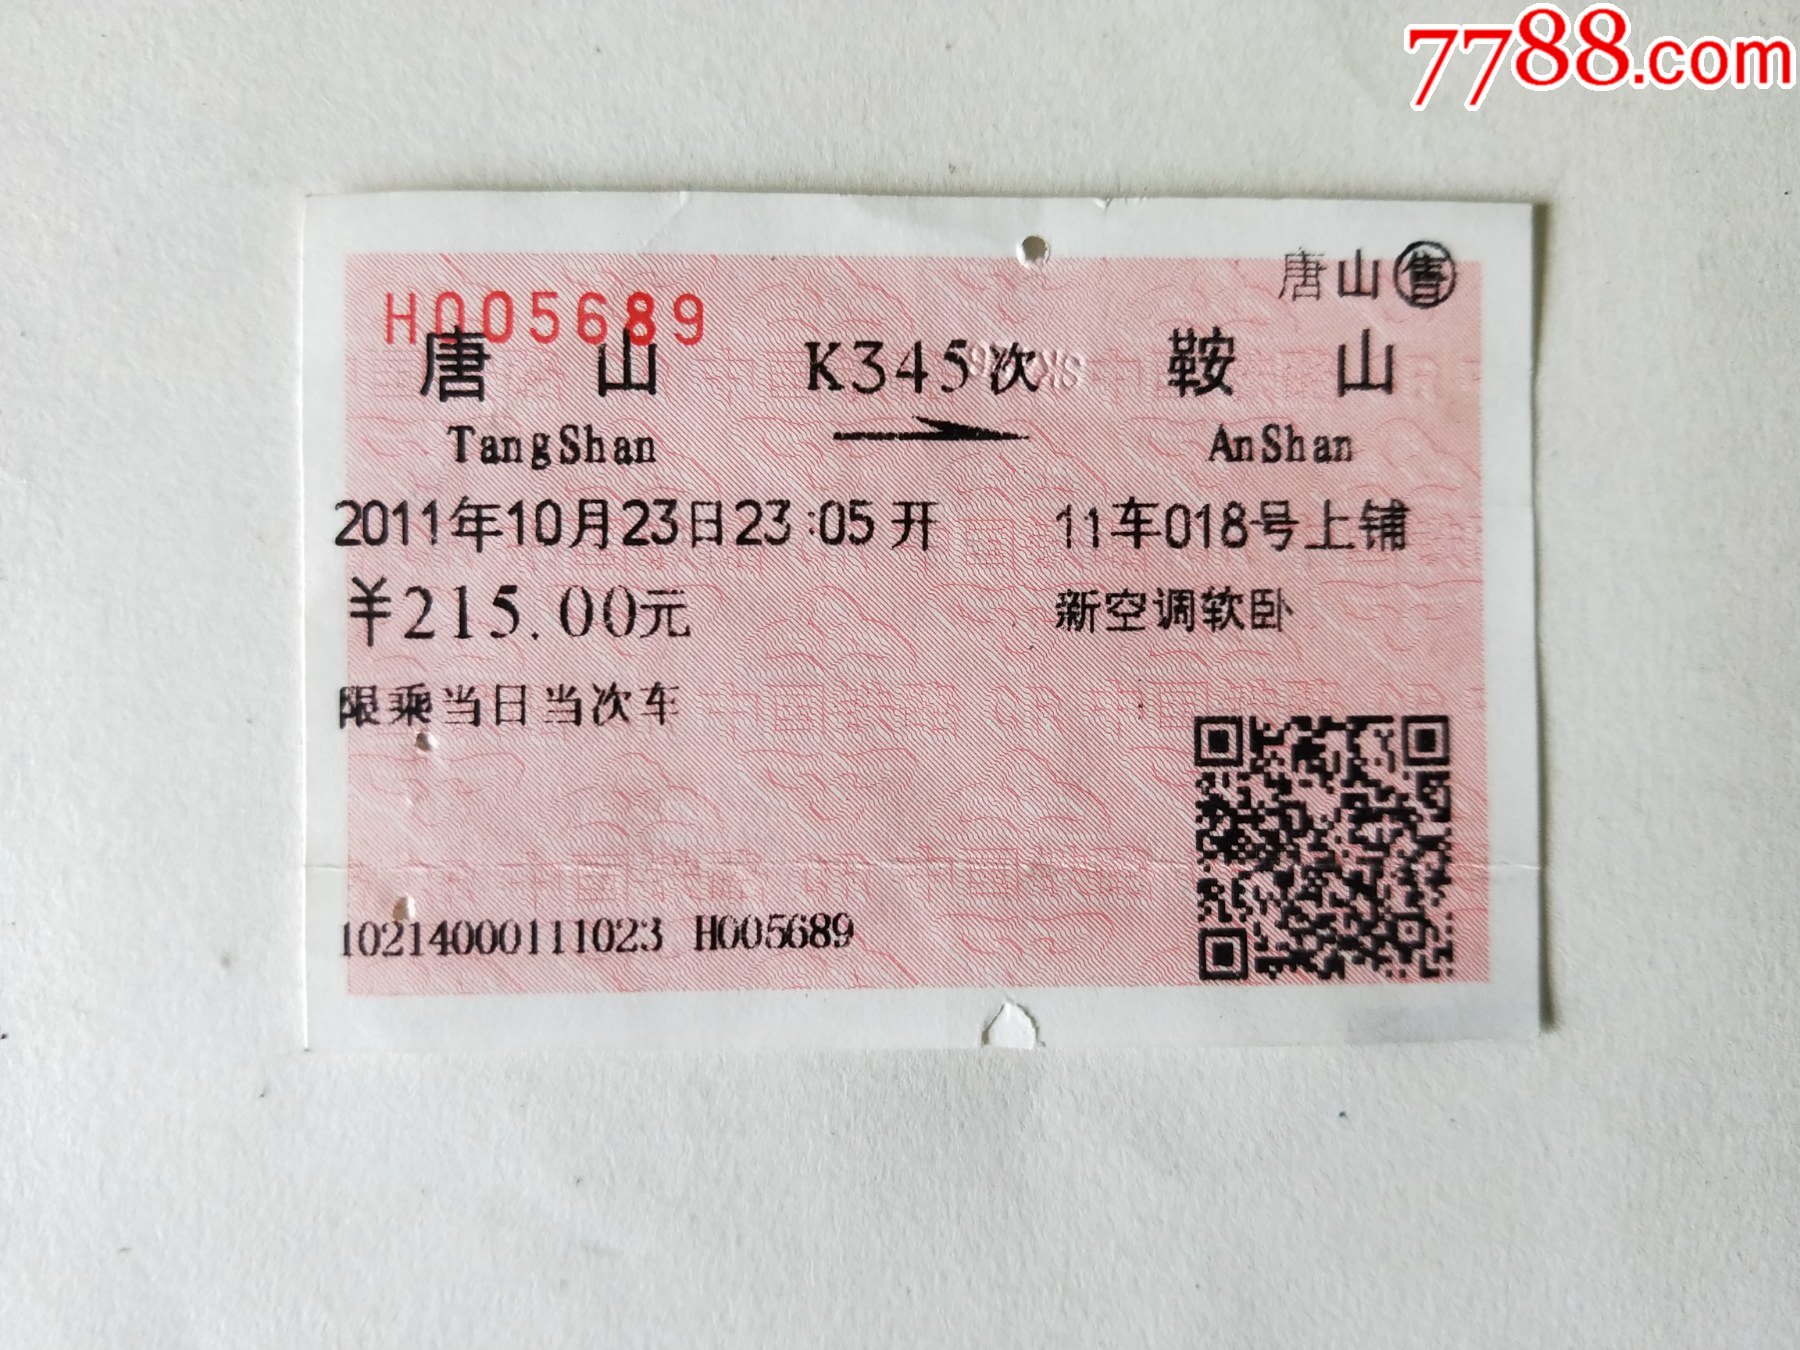 7788.com
唐山售
H005689
唐山 K345次 鞍山
TangShan AnShan
2011年10月23日23:05开 11车018号上铺
¥215.00元 新空调软卧
限乘当日当次车
10214000111023 H005689